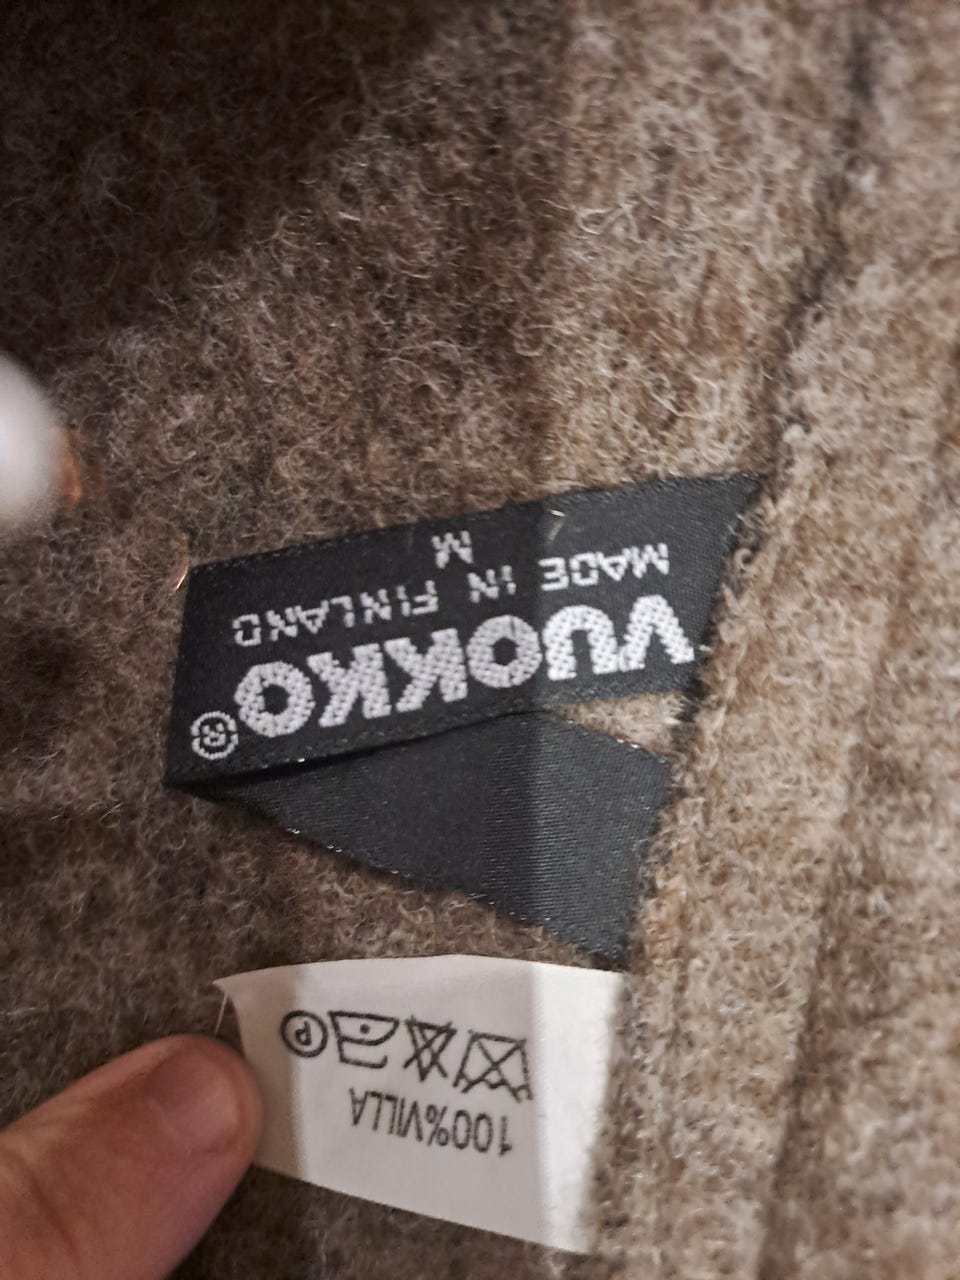 VUOKKO®
MADE IN FINLAND
M
100%VILLA
P